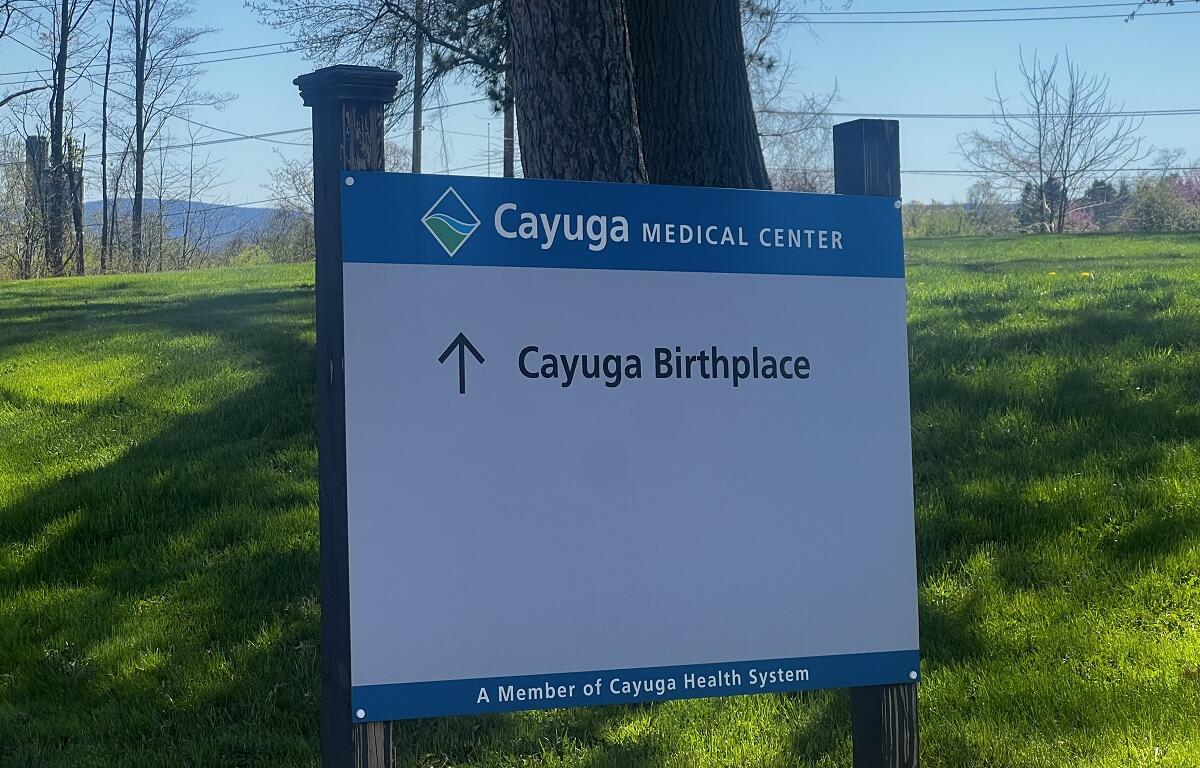 Cayuga MEDICAL CENTER
↑ Cayuga Birthplace
A Member of Cayuga Health System